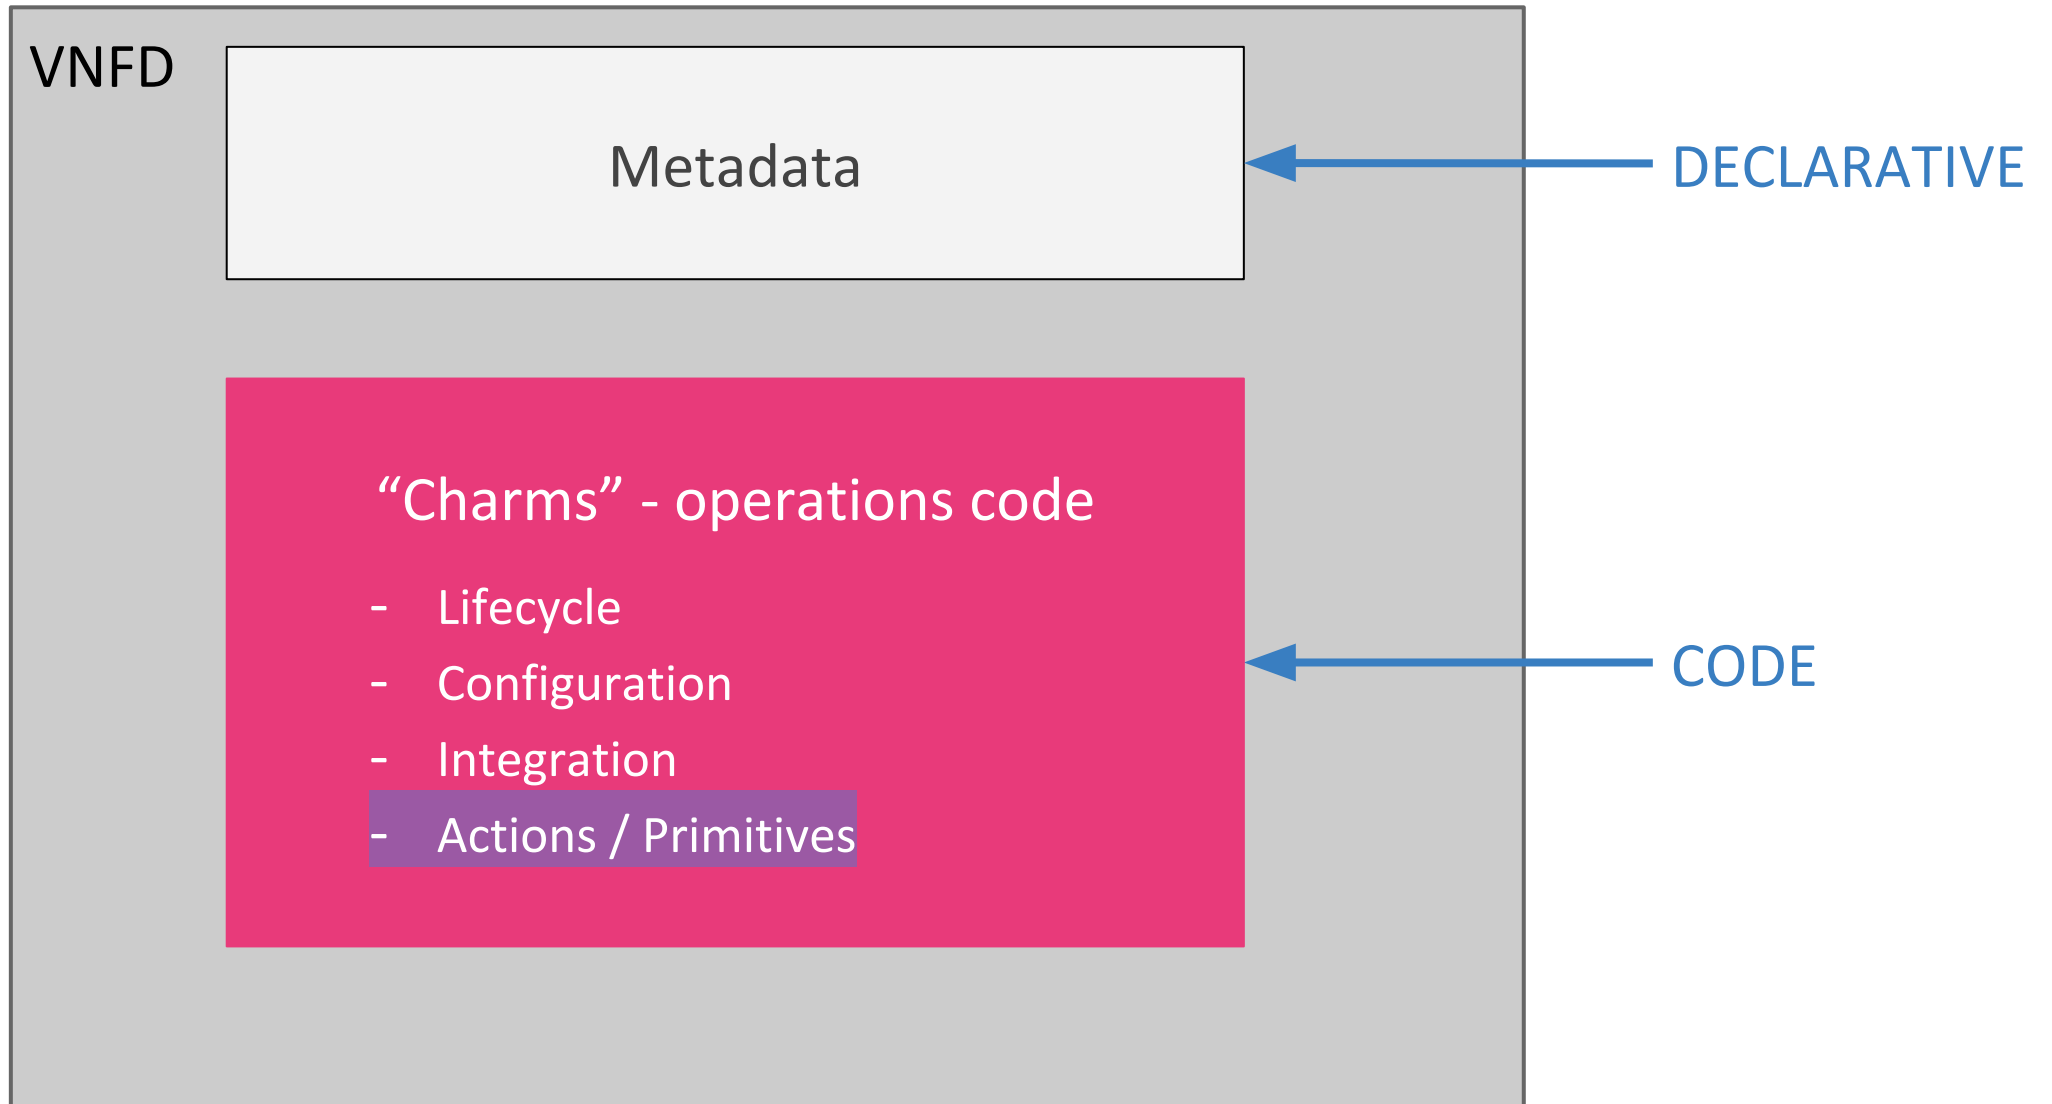 VNFD
Metadata
DECLARATIVE
“Charms” - operations code
- Lifecycle
- Configuration
- Integration
- Actions / Primitives
CODE